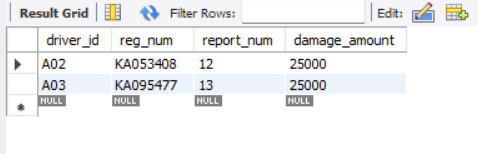 Result Grid Filter Rows: Edit:
driver_id reg_num report_num damage_amount
A02 KA053408 12 25000
A03 KA095477 13 25000
NULL NULL NULL NULL